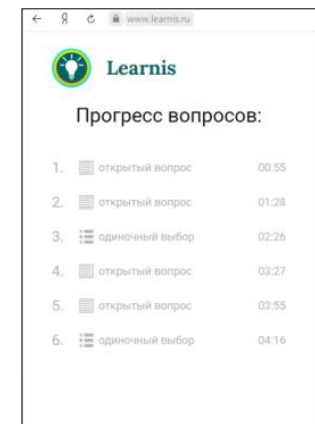 Я www.learnis.ru
Learnis
Прогресс вопросов:
1. открытый вопрос 00:55
2. открытый вопрос 01:28
3. одиночный выбор 02:26
4. открытый вопрос 03:27
5. открытый вопрос 03:55
6. одиночный выбор 04:16